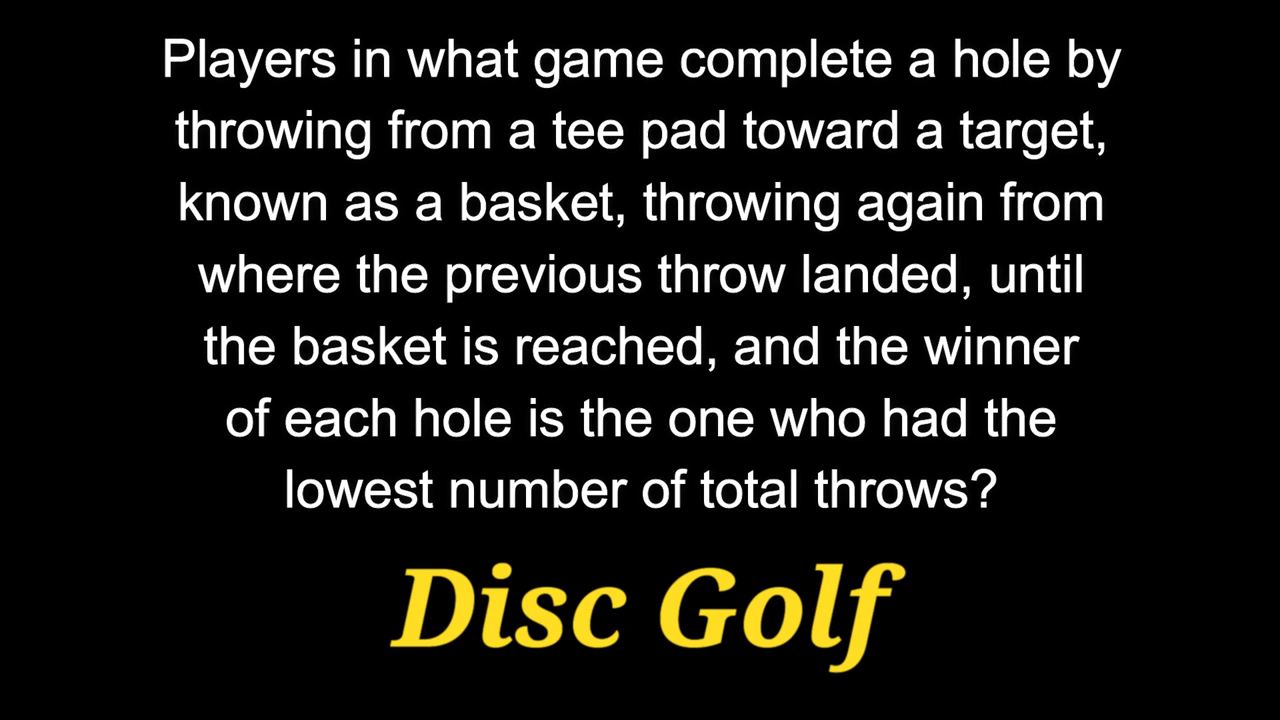 Players in what game complete a hole by
throwing from a tee pad toward a target,
known as a basket, throwing again from
where the previous throw landed, until
the basket is reached, and the winner
of each hole is the one who had the
lowest number of total throws?
Disc Golf